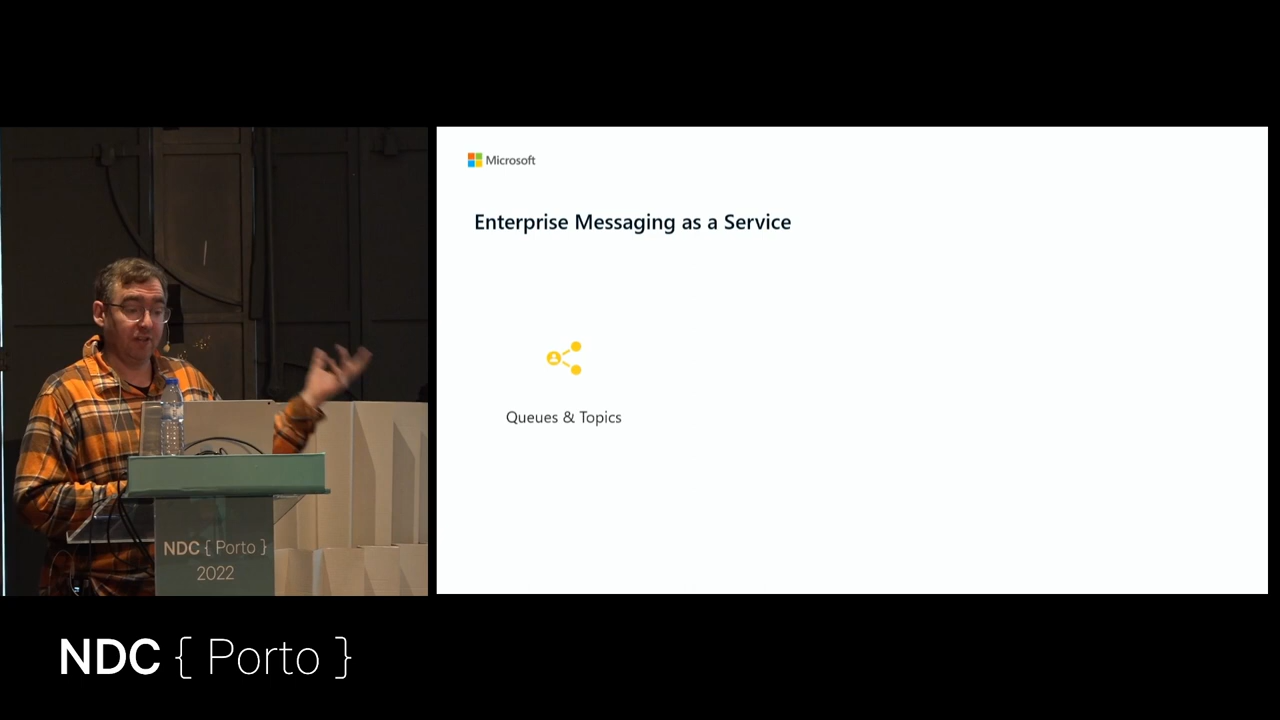 Microsoft
Enterprise Messaging as a Service
Queues & Topics
NDC { Porto }
2022
NDC { Porto }